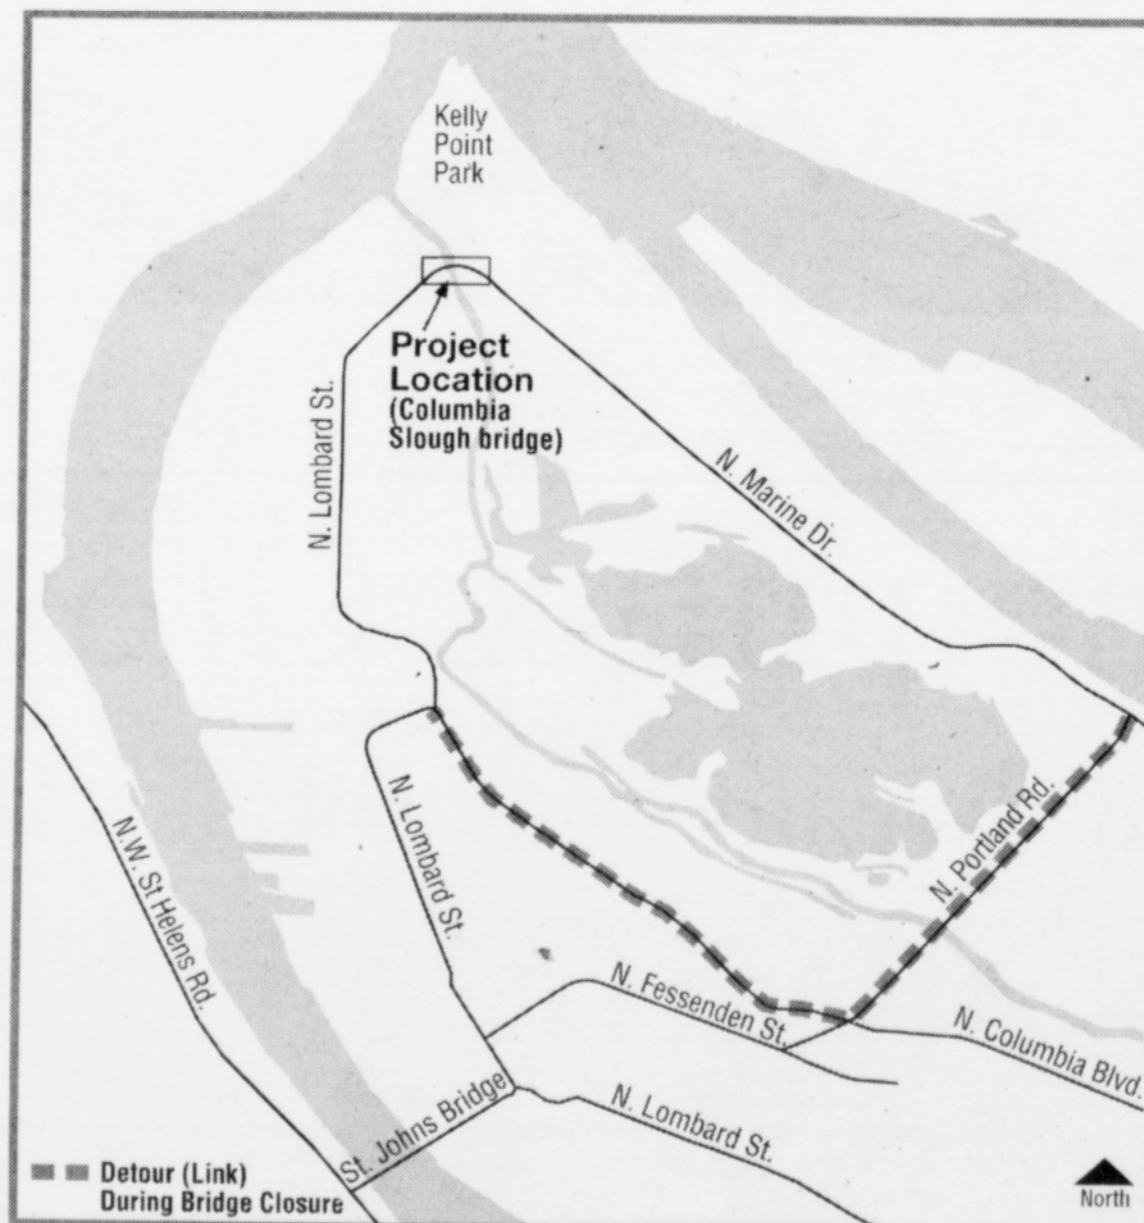 Kelly
Point
Park
Project
Location
(Columbia
Slough bridge)
N. Lombard St.
N. Marine Dr.
N. Lombard St.
N. Portland Rd.
N.W. St Helens Rd.
N. Fessenden St.
N. Columbia Blvd.
N. Lombard St.
St. Johns Bridge
Detour (Link)
During Bridge Closure
North